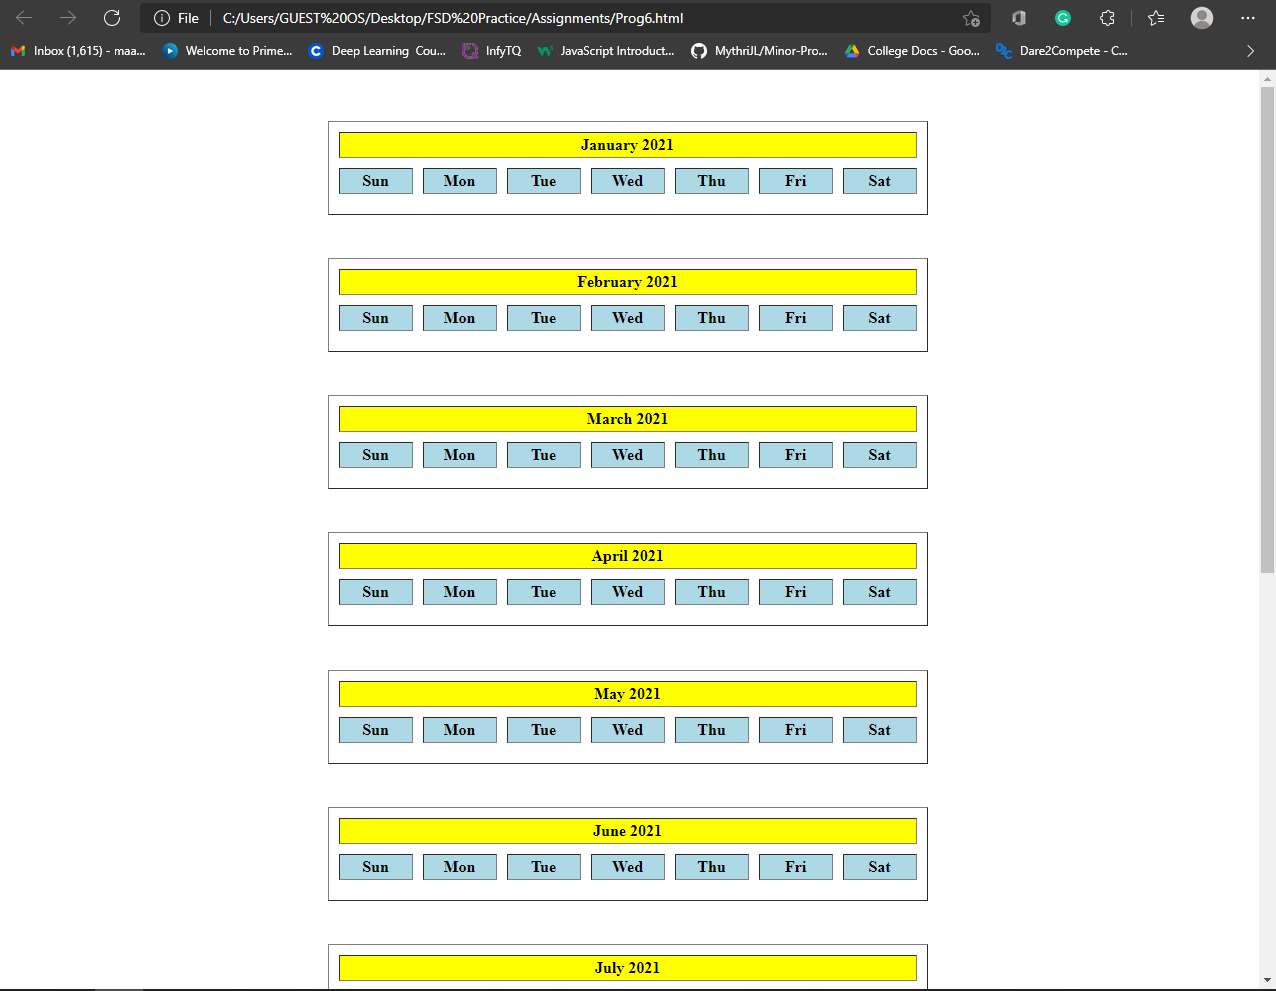 File C:/Users/GUEST%20OS/Desktop/FSD%20Practice/Assignments/Prog6.html
Inbox (1,615) - maa... Welcome to Prime... Deep Learning Cou... InfyTQ JavaScript Introduct... MythriJL/Minor-Pro... College Docs - Goo... Dare2Compete - C...
January 2021
Sun Mon Tue Wed Thu Fri Sat
February 2021
Sun Mon Tue Wed Thu Fri Sat
March 2021
Sun Mon Tue Wed Thu Fri Sat
April 2021
Sun Mon Tue Wed Thu Fri Sat
May 2021
Sun Mon Tue Wed Thu Fri Sat
June 2021
Sun Mon Tue Wed Thu Fri Sat
July 2021